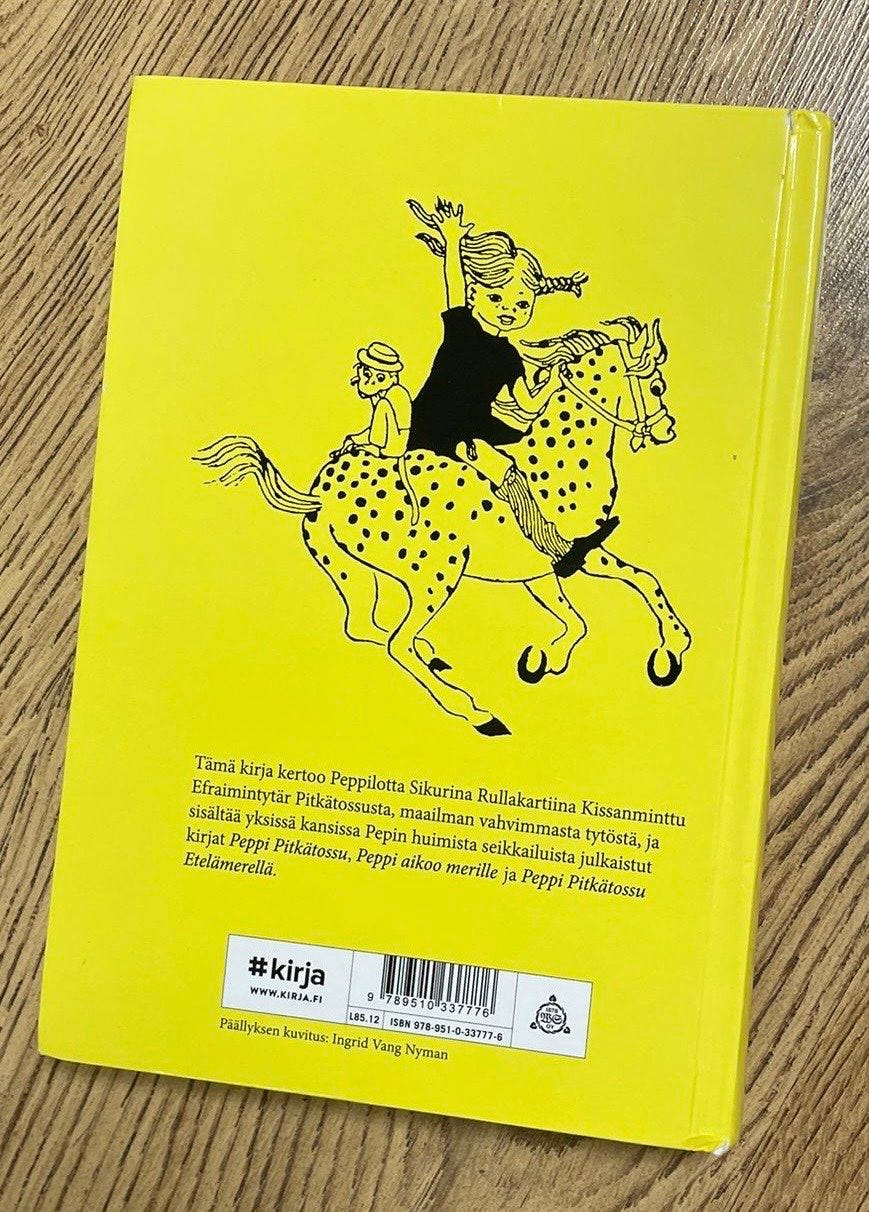 Tämä kirja kertoo Peppilotta Sikurina Rullakartiina Kissanminttu
Efraimintytär Pitkätossusta, maailman vahvimmasta tytöstä, ja
sisältää yksissä kansissa Pepin huimista seikkailuista julkaistut
kirjat Peppi Pitkätossu, Peppi aikoo merille ja Peppi Pitkätossu
Etelämerellä.
#kirja
WWW.KIRJA.FI
9 789510 337776
L85.12
ISBN 978-951-0-33777-6
1878
OY
Päällyksen kuvitus: Ingrid Vang Nyman